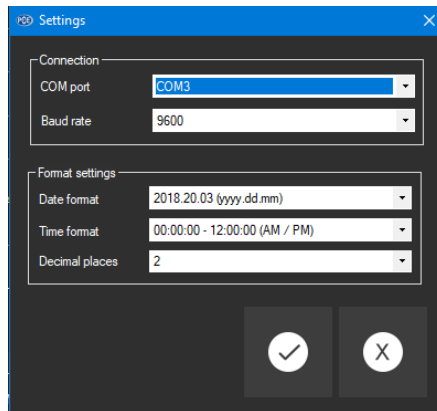 PCE Settings
Connection
COM port COM3
Baud rate 9600
Format settings
Date format 2018.20.03 (yyyy.dd.mm)
Time format 00:00:00 - 12:00:00 (AM / PM)
Decimal places 2
X